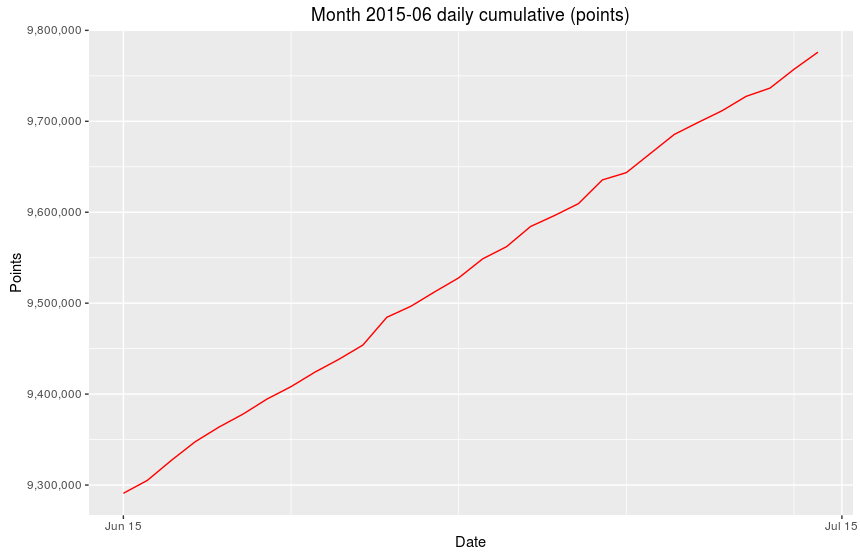 Month 2015-06 daily cumulative (points)
9,800,000
9,700,000
9,600,000
9,500,000
9,400,000
9,300,000
Points
Jun 15
Jul 15
Date